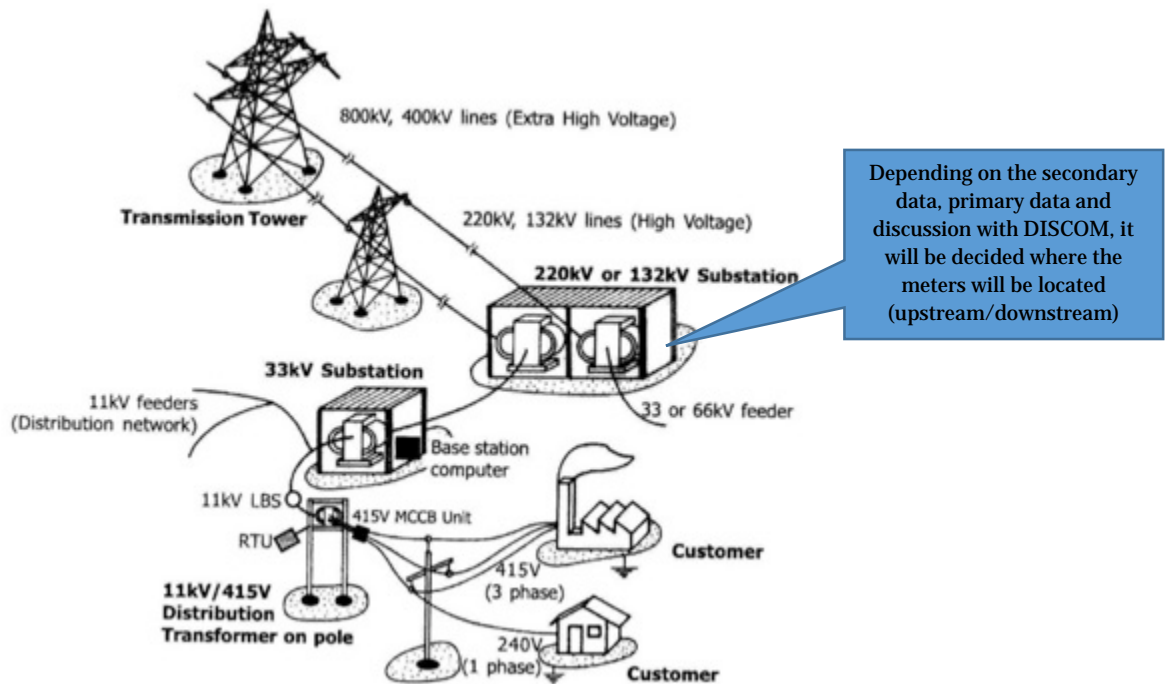 800kV, 400kV lines (Extra High Voltage)
Transmission Tower
220kV, 132kV lines (High Voltage)
220kV or 132kV Substation
Depending on the secondary
data, primary data and
discussion with DISCOM, it
will be decided where the
meters will be located
(upstream/downstream)
33kV Substation
11kV feeders
(Distribution network)
33 or 66kV feeder
Base station
computer
11kV LBS
415V MCCB Unit
RTU
Customer
415V
(3 phase)
11kV/415V
Distribution
Transformer on pole
240V
(1 phase)
Customer